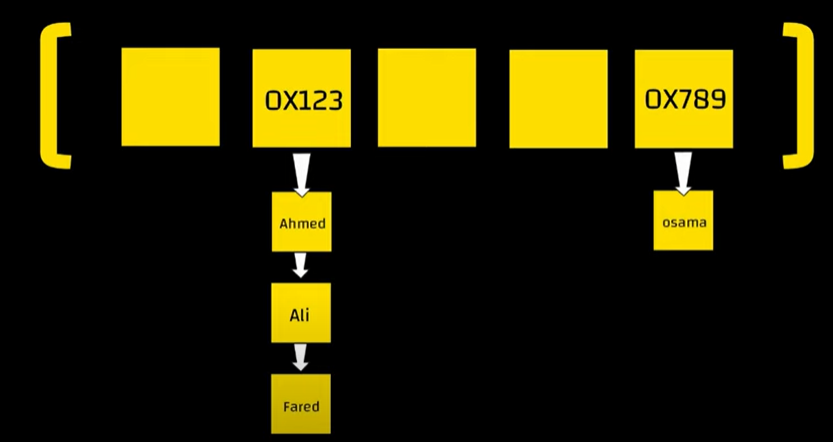 OX123
OX789
Ahmed
osama
Ali
Fared